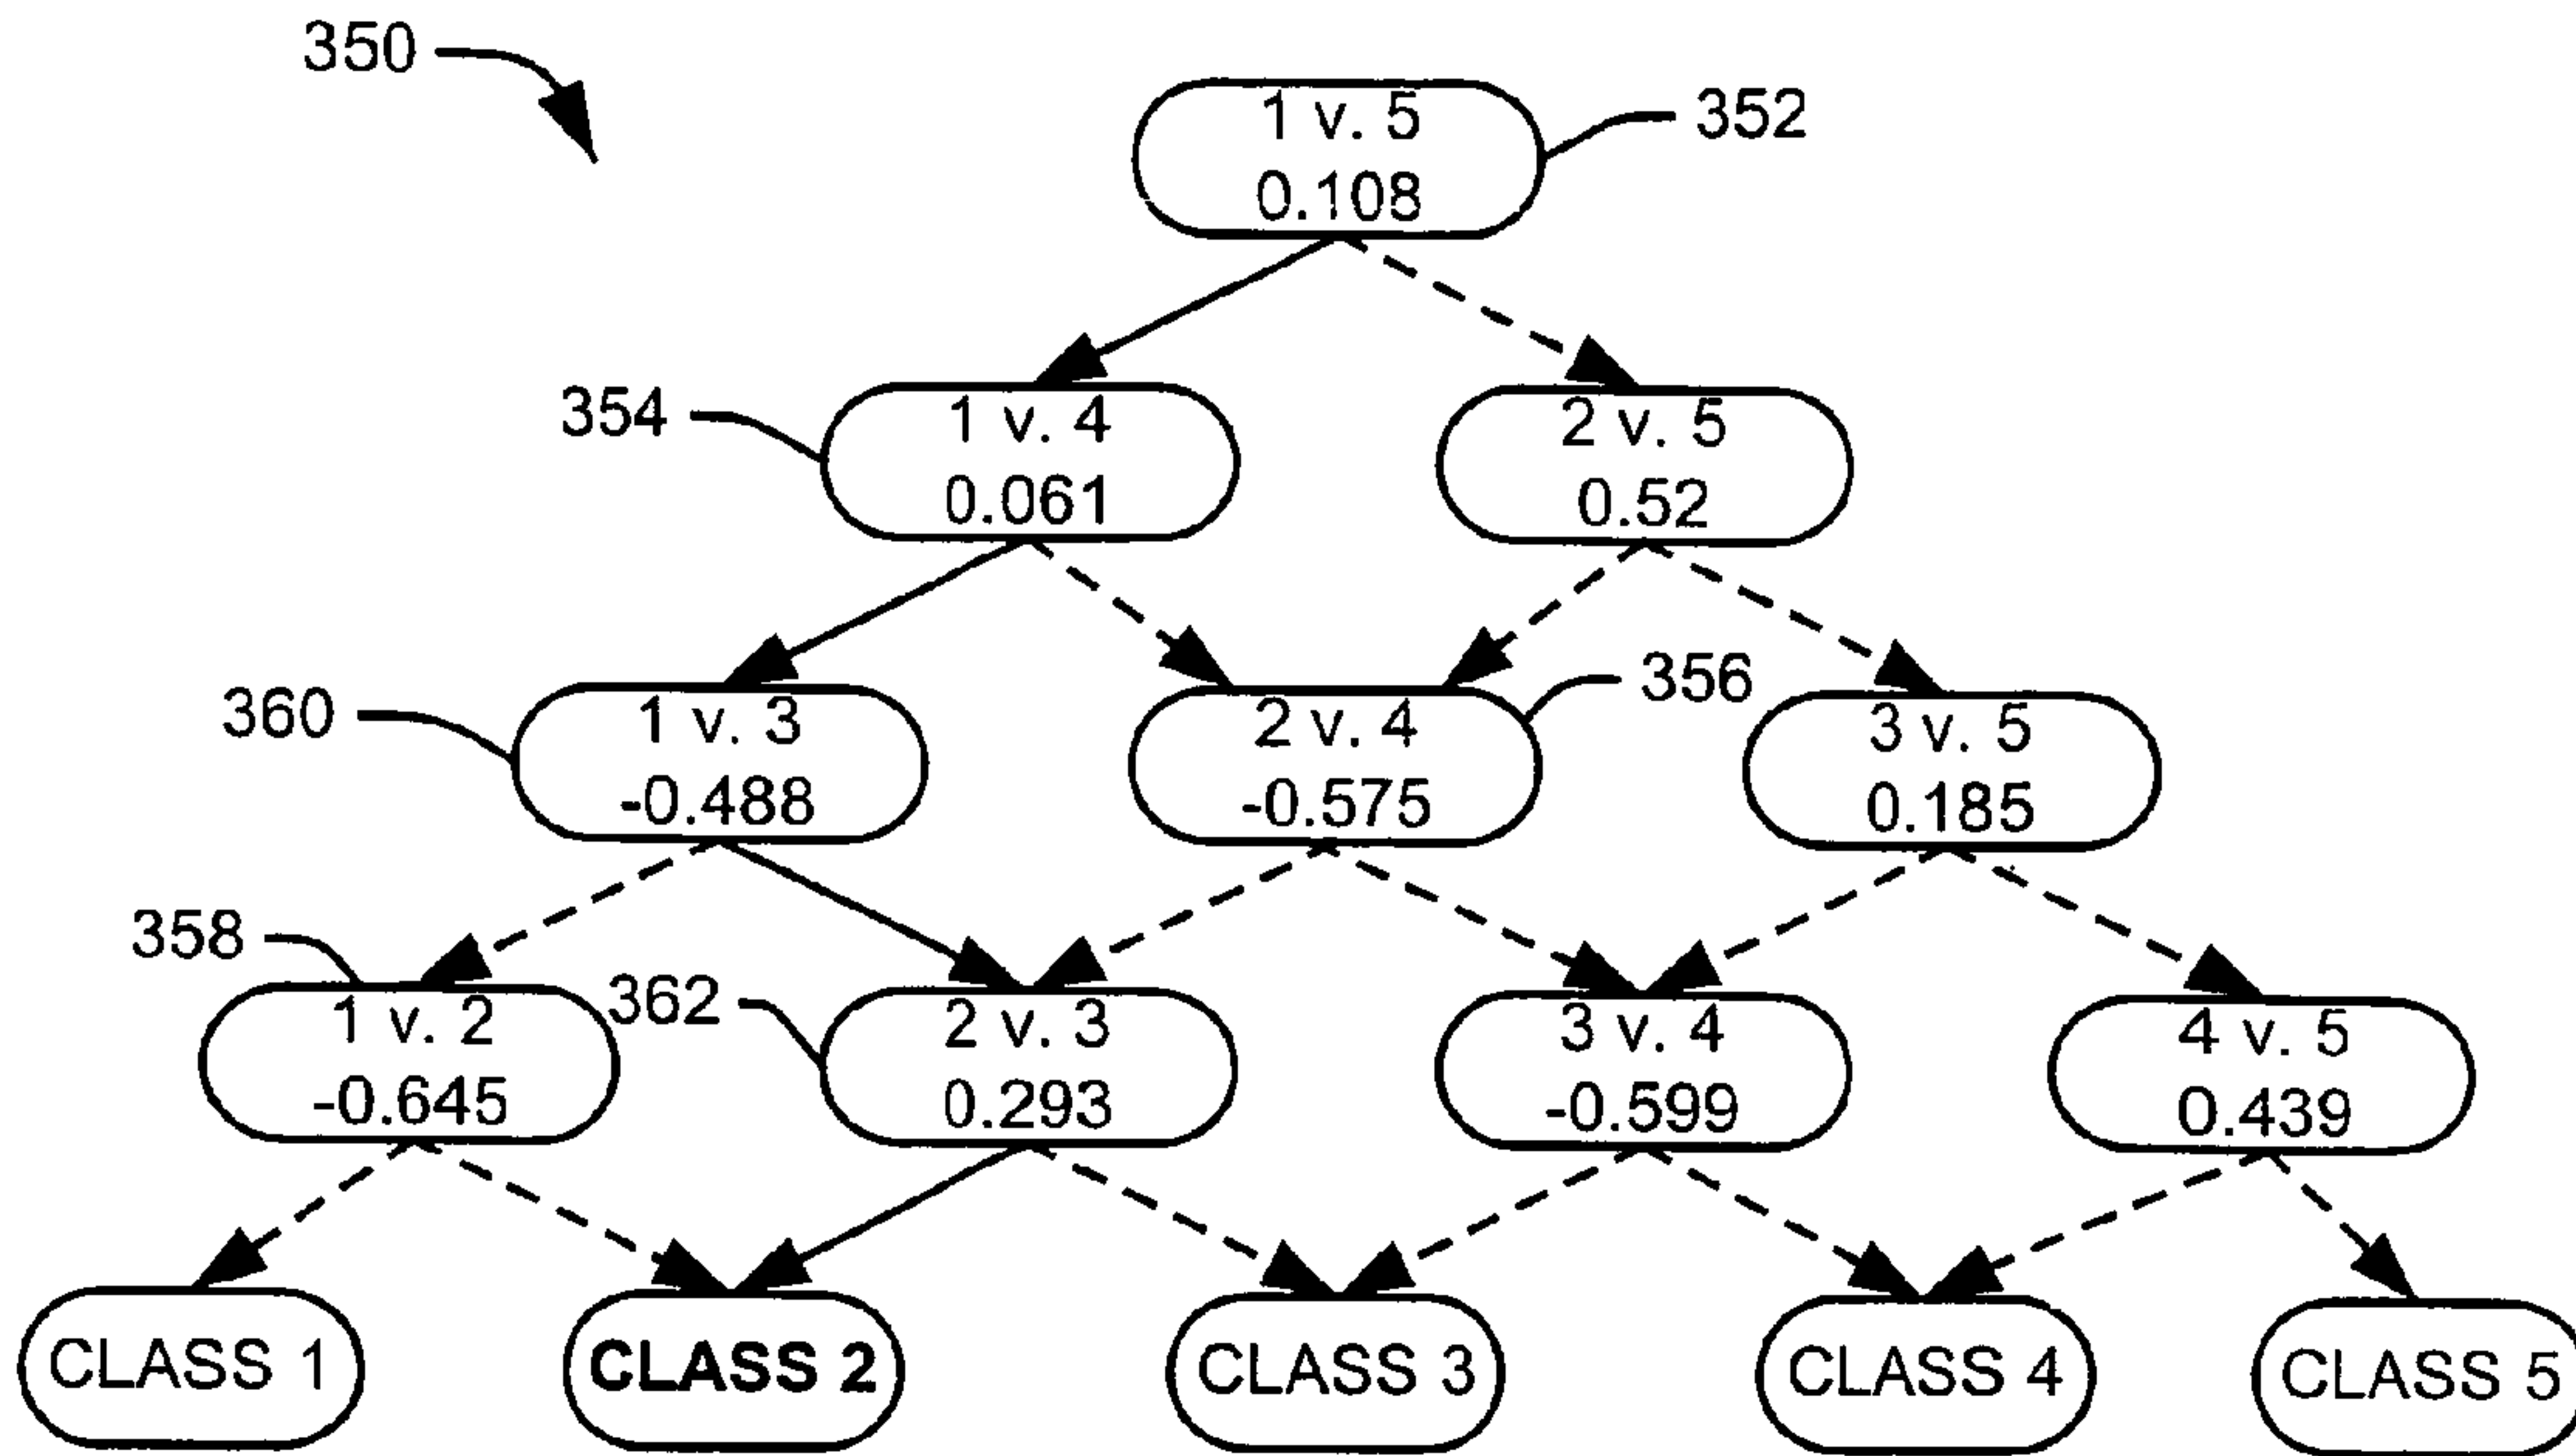 350
1 v. 5
0.108
352
354
1 v. 4
0.061
2 v. 5
0.52
360
1 v. 3
-0.488
2 v. 4
-0.575
356
3 v. 5
0.185
358
1 v. 2
-0.645
362
2 v. 3
0.293
3 v. 4
-0.599
4 v. 5
0.439
CLASS 1
CLASS 2
CLASS 3
CLASS 4
CLASS 5